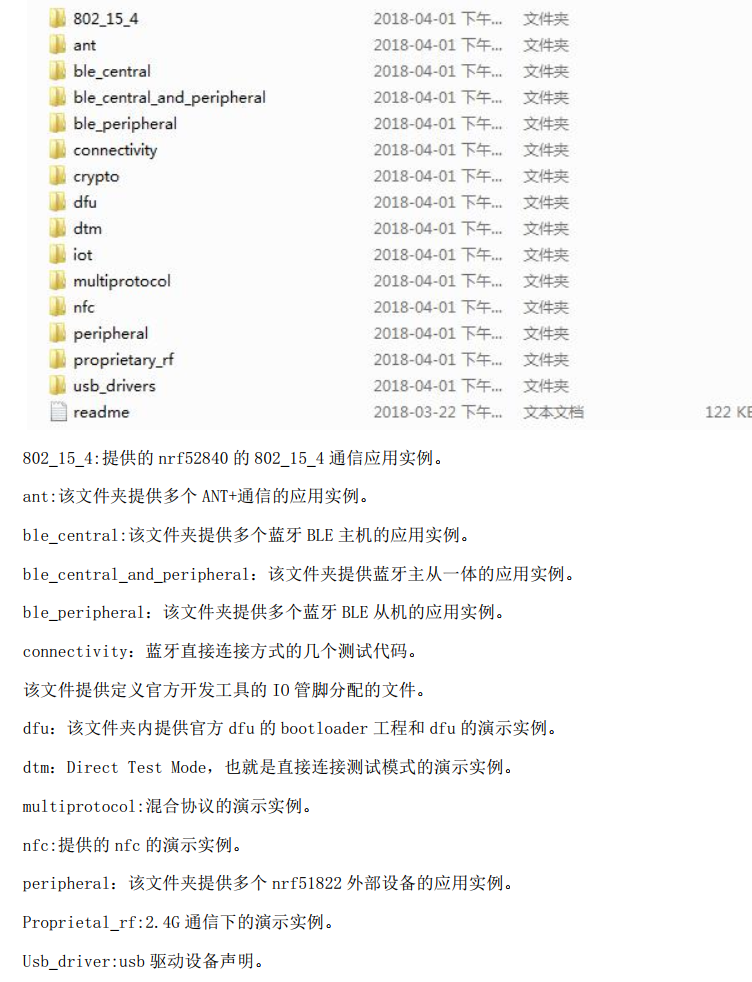 802_15_4 2018-04-01 下午... 文件夹
ant 2018-04-01 下午... 文件夹
ble_central 2018-04-01 下午... 文件夹
ble_central_and_peripheral 2018-04-01 下午... 文件夹
ble_peripheral 2018-04-01 下午... 文件夹
connectivity 2018-04-01 下午... 文件夹
crypto 2018-04-01 下午... 文件夹
dfu 2018-04-01 下午... 文件夹
dtm 2018-04-01 下午... 文件夹
iot 2018-04-01 下午... 文件夹
multiprotocol 2018-04-01 下午... 文件夹
nfc 2018-04-01 下午... 文件夹
peripheral 2018-04-01 下午... 文件夹
proprietary_rf 2018-04-01 下午... 文件夹
usb_drivers 2018-04-01 下午... 文件夹
readme 2018-03-22 下午... 文本文档 122 KB
802_15_4:提供的 nrf52840 的 802_15_4 通信应用实例。
ant:该文件夹提供多个 ANT+通信的应用实例。
ble_central:该文件夹提供多个蓝牙 BLE 主机的应用实例。
ble_central_and_peripheral：该文件夹提供蓝牙主从一体的应用实例。
ble_peripheral：该文件夹提供多个蓝牙 BLE 从机的应用实例。
connectivity：蓝牙直接连接方式的几个测试代码。
该文件提供定义官方开发工具的 IO 管脚分配的文件。
dfu：该文件夹内提供官方 dfu 的 bootloader 工程和 dfu 的演示实例。
dtm：Direct Test Mode，也就是直接连接测试模式的演示实例。
multiprotocol:混合协议的演示实例。
nfc:提供的 nfc 的演示实例。
peripheral：该文件夹提供多个 nrf51822 外部设备的应用实例。
Proprietal_rf:2.4G 通信下的演示实例。
Usb_driver:usb 驱动设备声明。